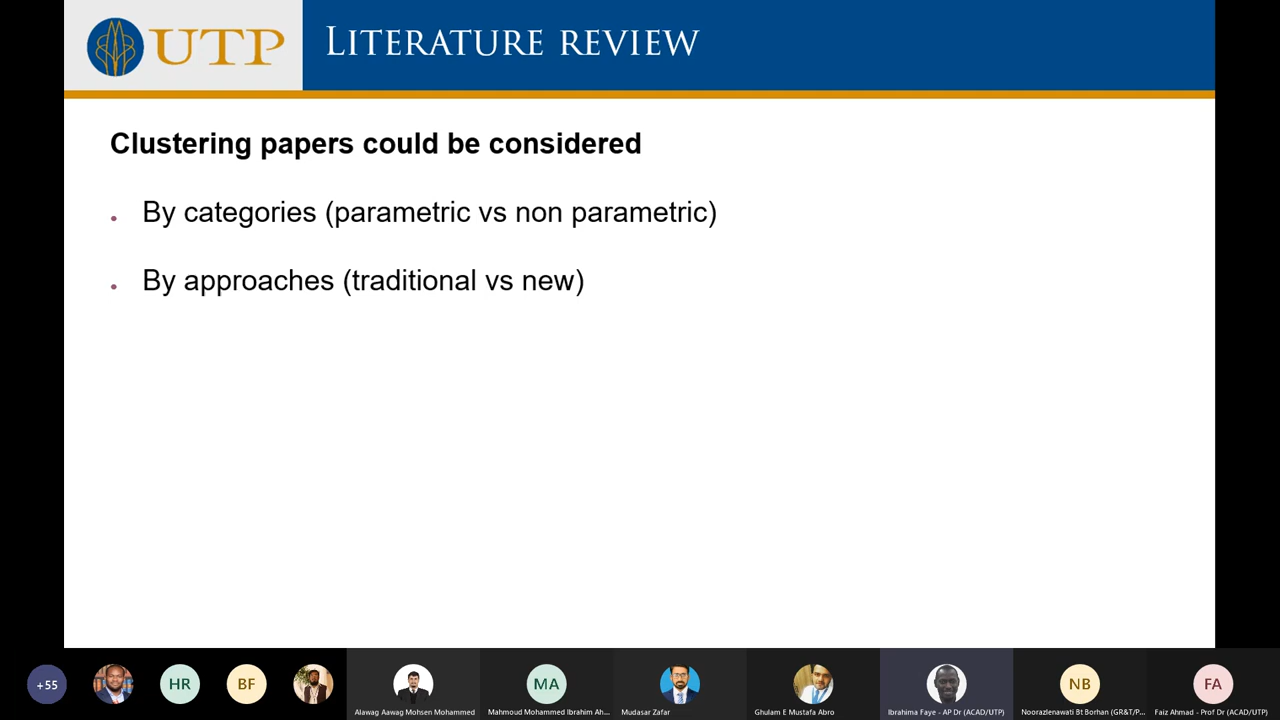 UTP
LITERATURE REVIEW
Clustering papers could be considered
• By categories (parametric vs non parametric)
• By approaches (traditional vs new)
+55
HR
BF
MA
NB
FA
Alawag Aawag Mohsen Mohammed
Mahmoud Mohammed Ibrahim Ah...
Mudasar Zafar
Ghulam E Mustafa Abro
Ibrahima Faye - AP Dr (ACAD/UTP)
Noorazlenawati Bt Borhan (GR&T/P...
Faiz Ahmad - Prof Dr (ACAD/UTP)